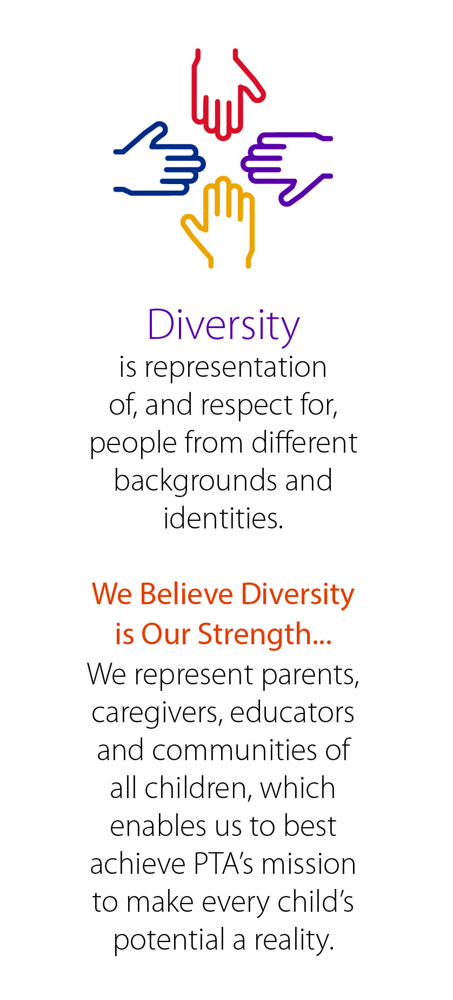 Diversity
is representation
of, and respect for,
people from different
backgrounds and
identities.
We Believe Diversity
is Our Strength...
We represent parents,
caregivers, educators
and communities of
all children, which
enables us to best
achieve PTA’s mission
to make every child’s
potential a reality.